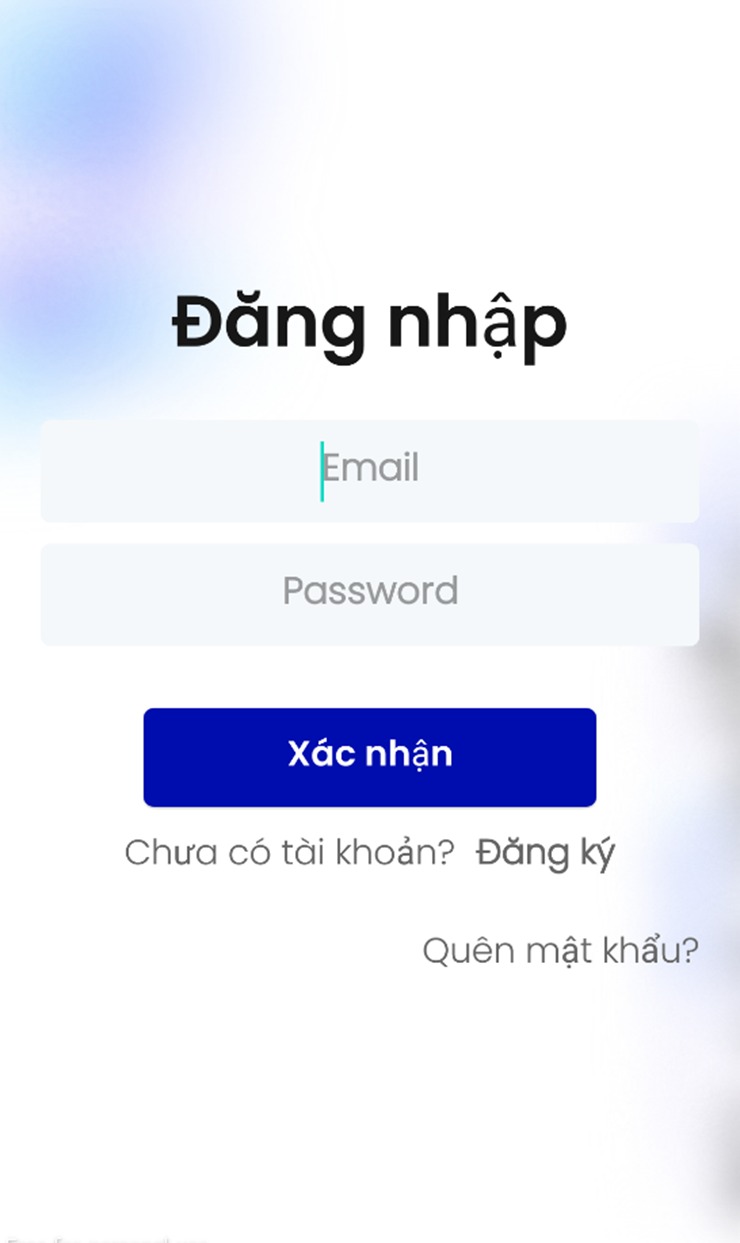 Đăng nhập
Email
Password
Xác nhận
Chưa có tài khoản? Đăng ký
Quên mật khẩu?